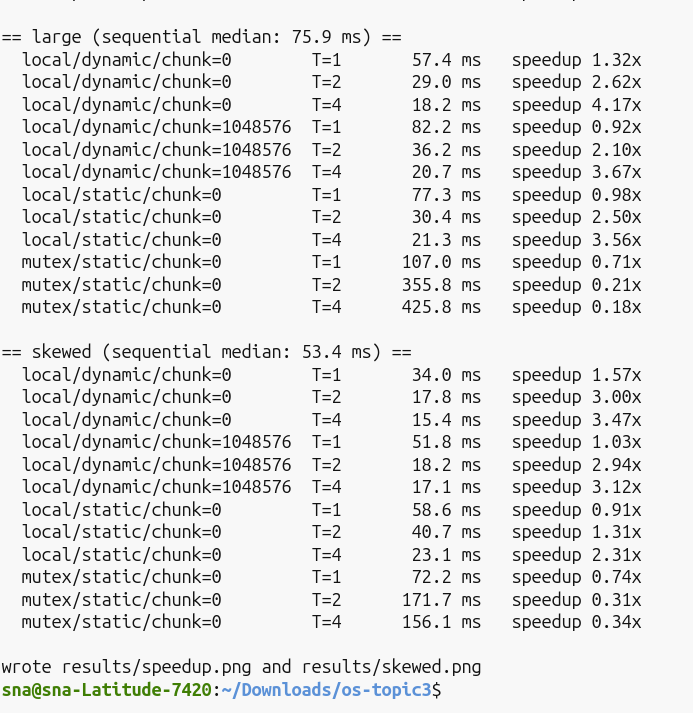 == large (sequential median: 75.9 ms) ==
local/dynamic/chunk=0 T=1 57.4 ms speedup 1.32x
local/dynamic/chunk=0 T=2 29.0 ms speedup 2.62x
local/dynamic/chunk=0 T=4 18.2 ms speedup 4.17x
local/dynamic/chunk=1048576 T=1 82.2 ms speedup 0.92x
local/dynamic/chunk=1048576 T=2 36.2 ms speedup 2.10x
local/dynamic/chunk=1048576 T=4 20.7 ms speedup 3.67x
local/static/chunk=0 T=1 77.3 ms speedup 0.98x
local/static/chunk=0 T=2 30.4 ms speedup 2.50x
local/static/chunk=0 T=4 21.3 ms speedup 3.56x
mutex/static/chunk=0 T=1 107.0 ms speedup 0.71x
mutex/static/chunk=0 T=2 355.8 ms speedup 0.21x
mutex/static/chunk=0 T=4 425.8 ms speedup 0.18x
== skewed (sequential median: 53.4 ms) ==
local/dynamic/chunk=0 T=1 34.0 ms speedup 1.57x
local/dynamic/chunk=0 T=2 17.8 ms speedup 3.00x
local/dynamic/chunk=0 T=4 15.4 ms speedup 3.47x
local/dynamic/chunk=1048576 T=1 51.8 ms speedup 1.03x
local/dynamic/chunk=1048576 T=2 18.2 ms speedup 2.94x
local/dynamic/chunk=1048576 T=4 17.1 ms speedup 3.12x
local/static/chunk=0 T=1 58.6 ms speedup 0.91x
local/static/chunk=0 T=2 40.7 ms speedup 1.31x
local/static/chunk=0 T=4 23.1 ms speedup 2.31x
mutex/static/chunk=0 T=1 72.2 ms speedup 0.74x
mutex/static/chunk=0 T=2 171.7 ms speedup 0.31x
mutex/static/chunk=0 T=4 156.1 ms speedup 0.34x
wrote results/speedup.png and results/skewed.png
sna@sna-Latitude-7420:~/Downloads/os-topic3$